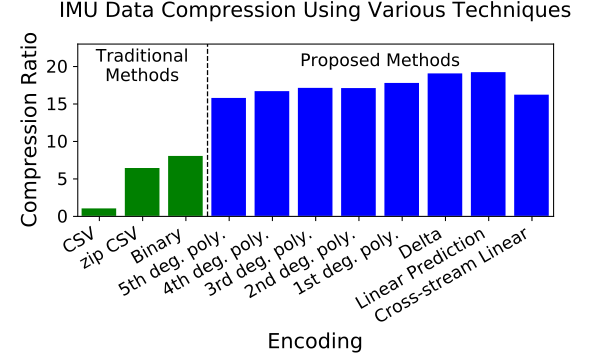 IMU Data Compression Using Various Techniques
Traditional
Methods
Proposed Methods
Compression Ratio
20
15
10
5
0
CSV
zip CSV
Binary
5th deg. poly.
4th deg. poly.
3rd deg. poly.
2nd deg. poly.
1st deg. poly.
Delta
Linear Prediction
Cross-stream Linear
Encoding